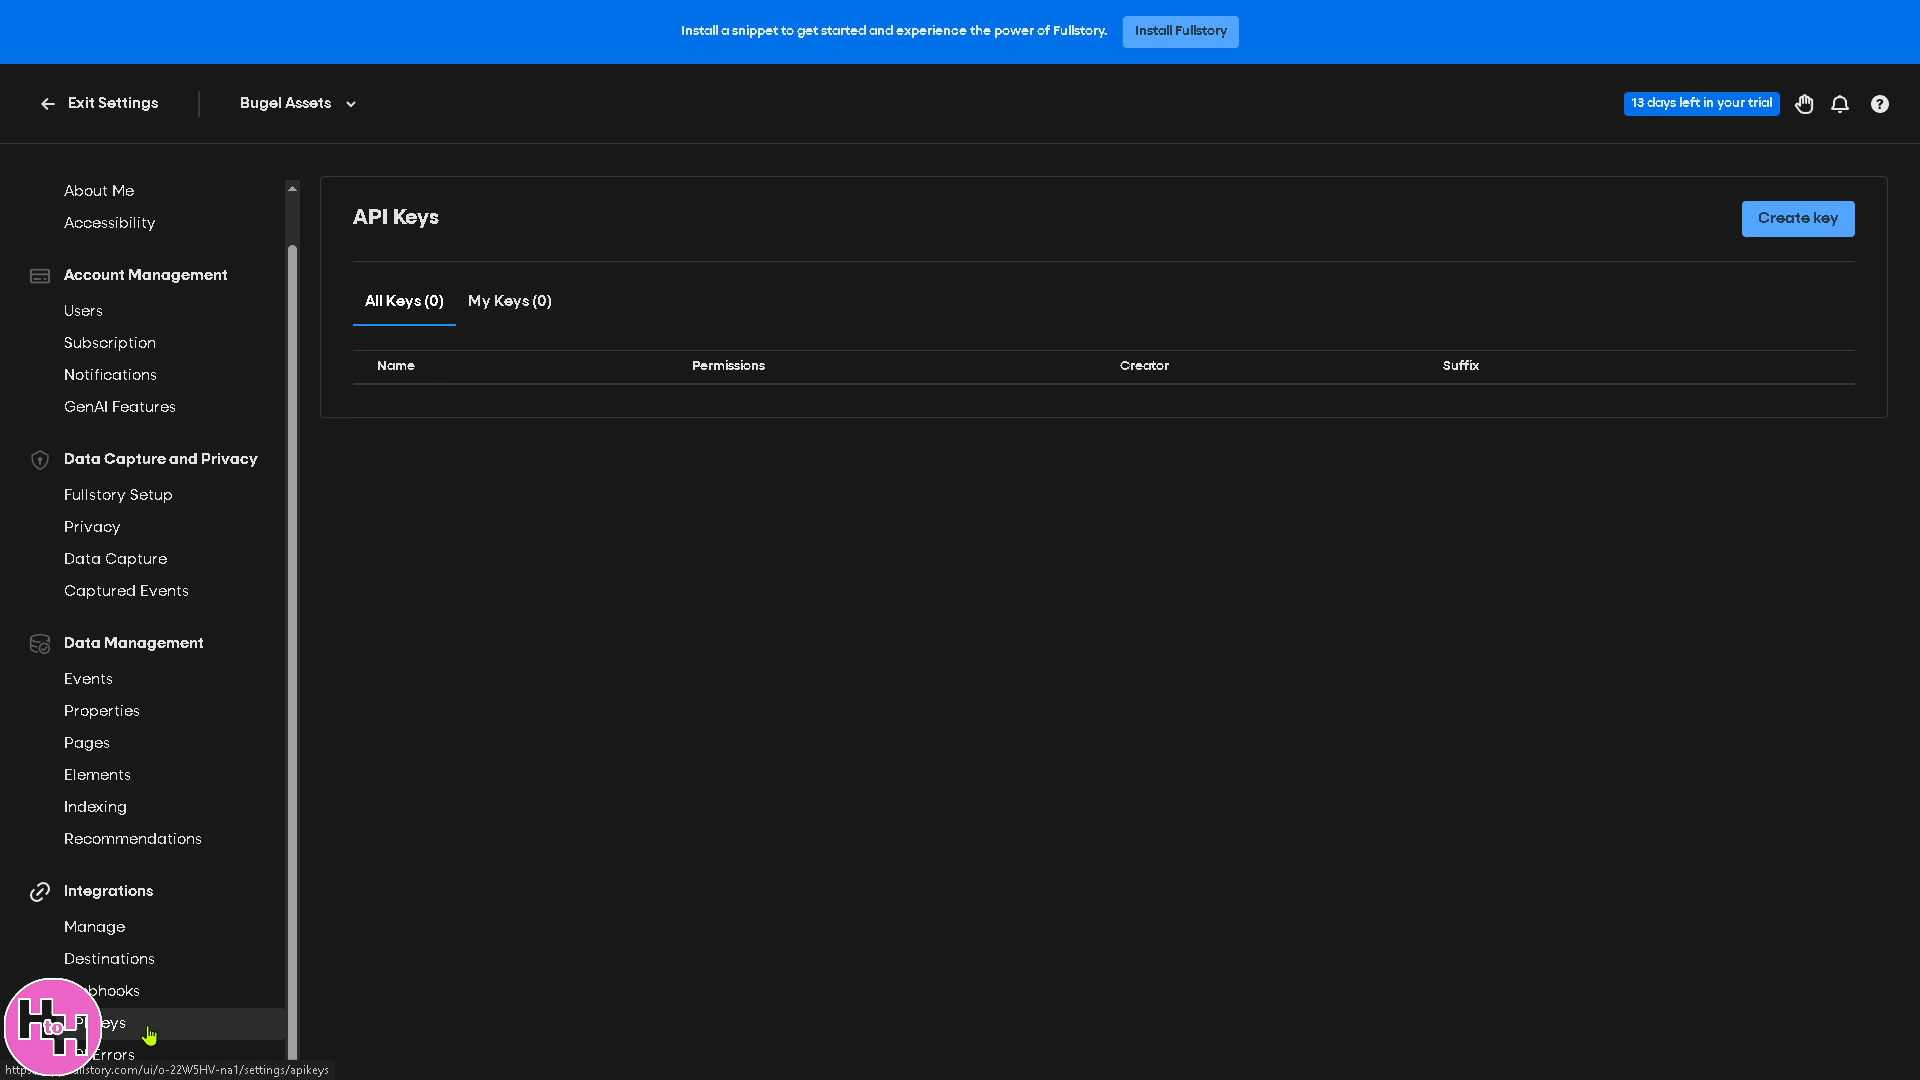 Install a snippet to get started and experience the power of Fullstory.
Install Fullstory
Exit Settings
Bugel Assets
13 days left in your trial
About Me
Accessibility
Account Management
Users
Subscription
Notifications
GenAI Features
Data Capture and Privacy
Fullstory Setup
Privacy
Data Capture
Captured Events
Data Management
Events
Properties
Pages
Elements
Indexing
Recommendations
Integrations
Manage
Destinations
bhooks
eys
Errors
H to H
llstory.com/ui/o-22W5HV-na1/settings/apikeys
API Keys
Create key
All Keys (0)
My Keys (0)
Name
Permissions
Creator
Suffix